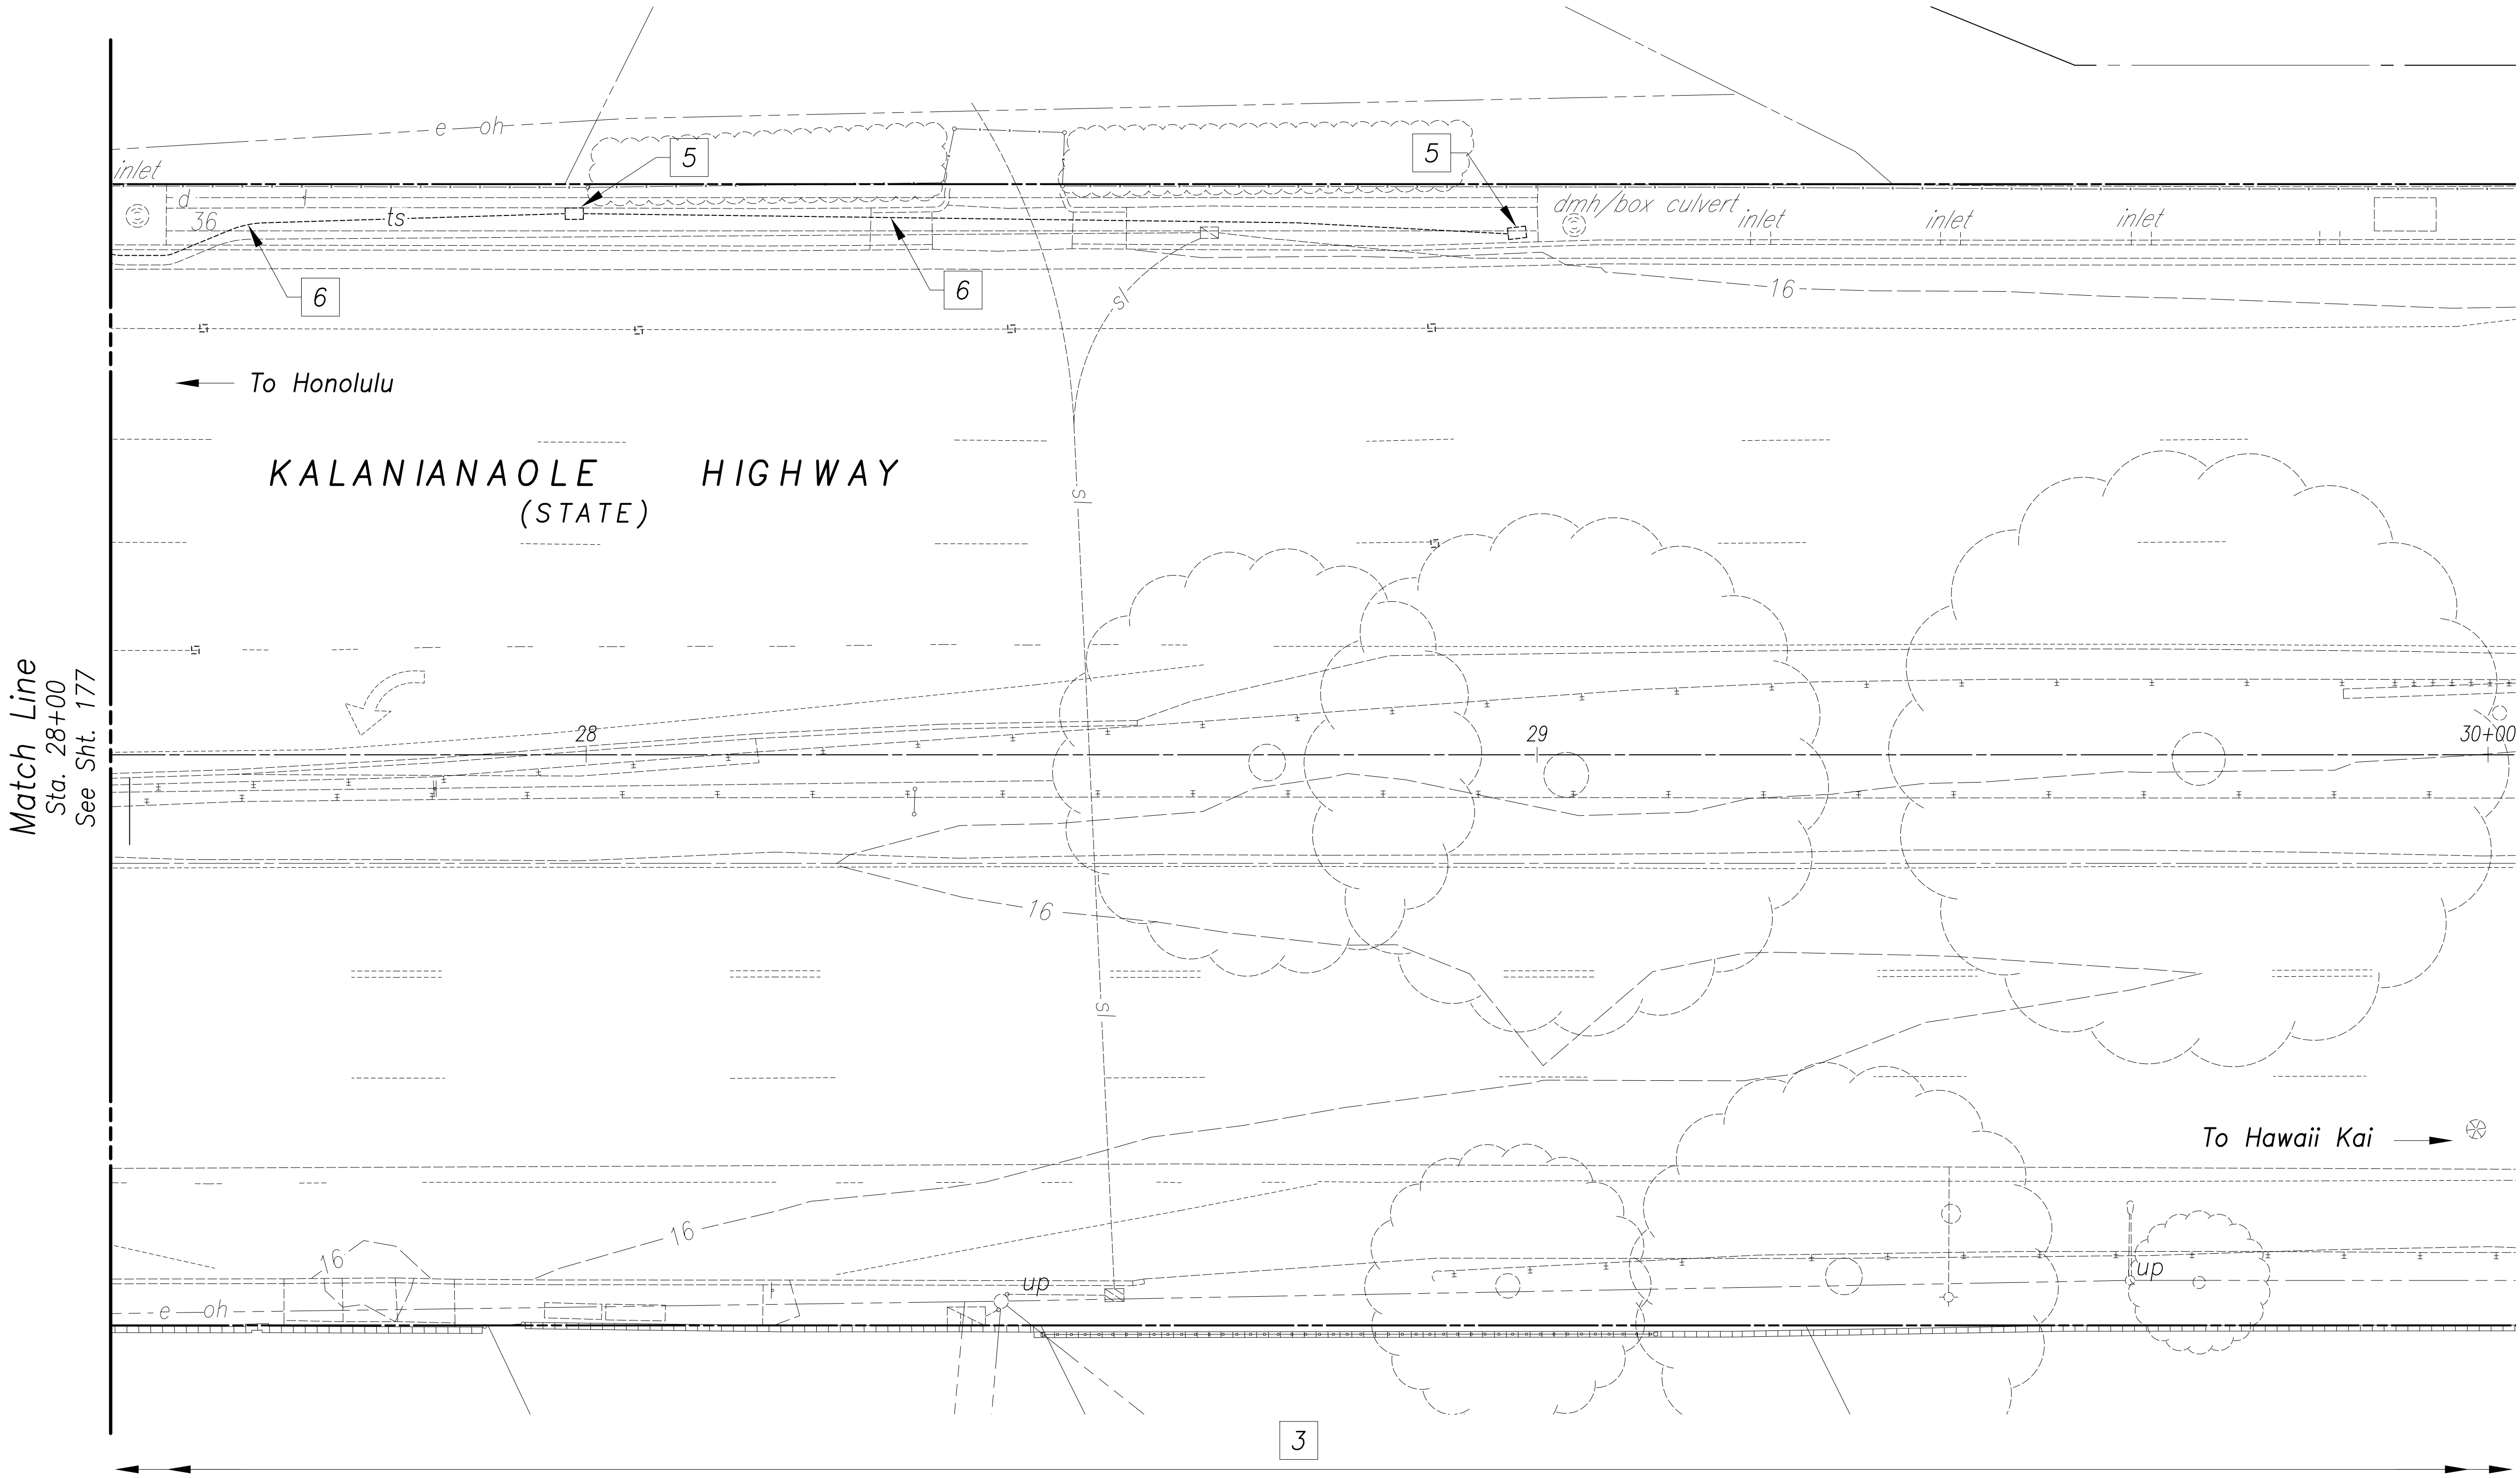 e oh
inlet
5
5
d
d
36
ts
dmh/box culvert
inlet
inlet
inlet
6
6
sl
16
To Honolulu
KALANIANAOLE HIGHWAY
(STATE)
sl
Match Line
Sta. 28+00
See Sht. 177
28
29
30+00
16
sl
To Hawaii Kai
16
16
up
up
e oh
3